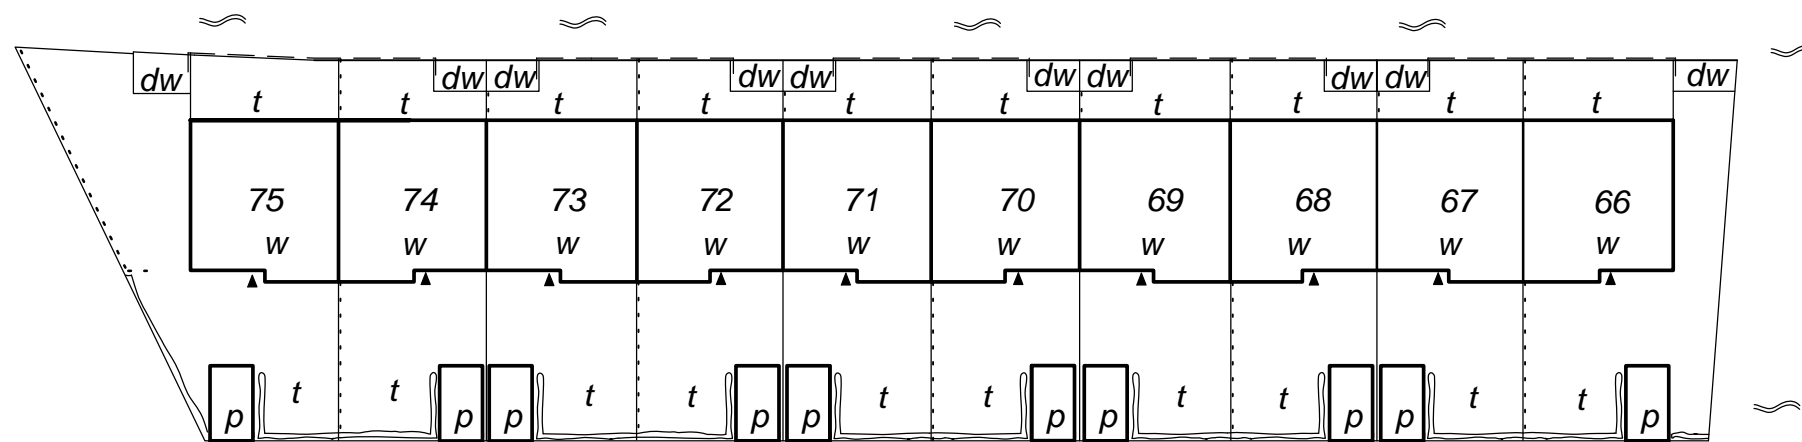 dw dw dw dw dw dw dw dw dw dw
t t t t t t t t t t
75 74 73 72 71 70 69 68 67 66
w w w w w w w w w w
t t t t t t t t t t
p p p p p p p p p p